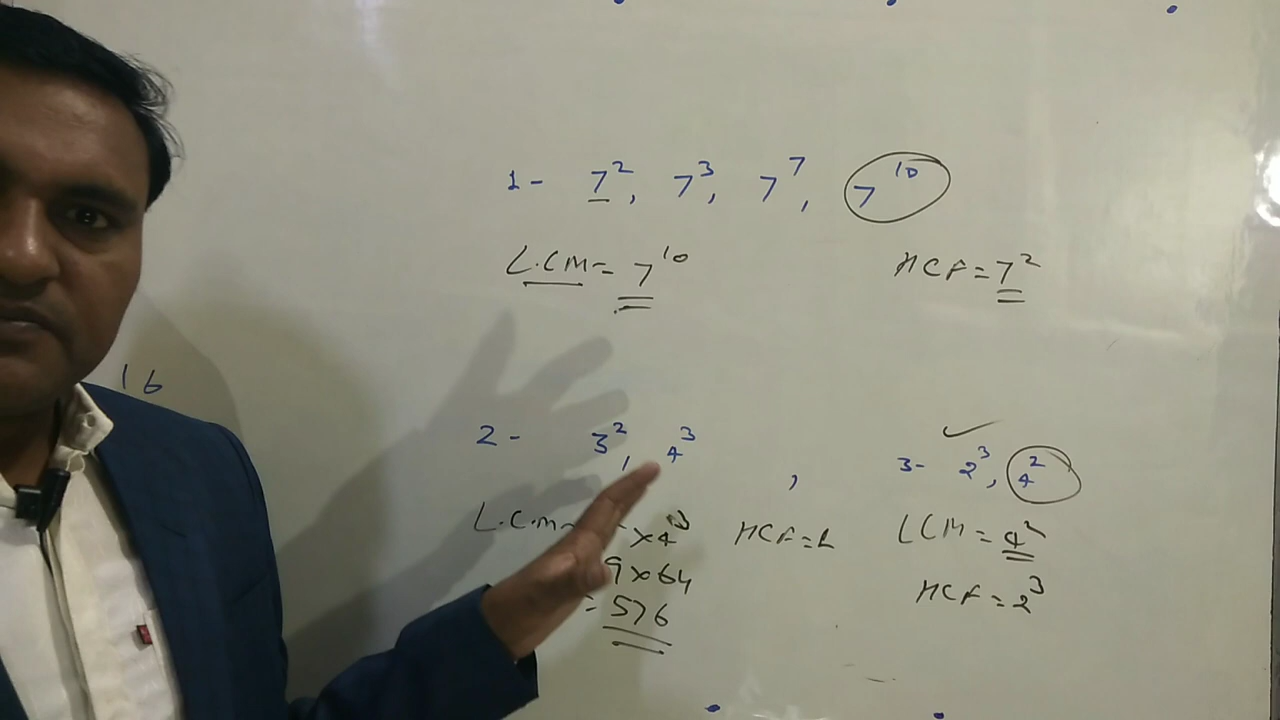 1- 7², 7³, 7⁷, 7¹⁰
L.CM= 7¹⁰
HCF=7²
16
2- 3², 4³,
L.C.M= ×4³
9×64
= 576
HCF=1
3- 2³, 4²
LCM=4²
HCF=2³